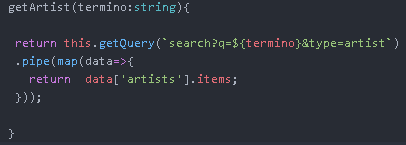 getArtist(termino:string){
return this.getQuery(`search?q=${termino}&type=artist`)
.pipe(map(data=>{
return data['artists'].items;
}));
}